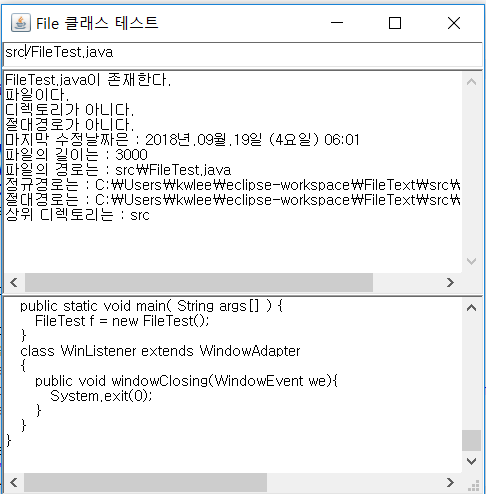 File 클래스 테스트
src/FileTest.java
FileTest.java이 존재한다.
파일이다.
디렉토리가 아니다.
절대경로가 아니다.
마지막 수정날짜은 : 2018년.09월.19일 (4요일) 06:01
파일의 길이는 : 3000
파일의 경로는 : src\FileTest.java
정규경로는 : C:\Users\kwlee\eclipse-workspace\FileText\src\
절대경로는 : C:\Users\kwlee\eclipse-workspace\FileText\src\
상위 디렉토리는 : src
public static void main( String args[] ) {
FileTest f = new FileTest();
}
class WinListener extends WindowAdapter
{
public void windowClosing(WindowEvent we){
System.exit(0);
}
}
}